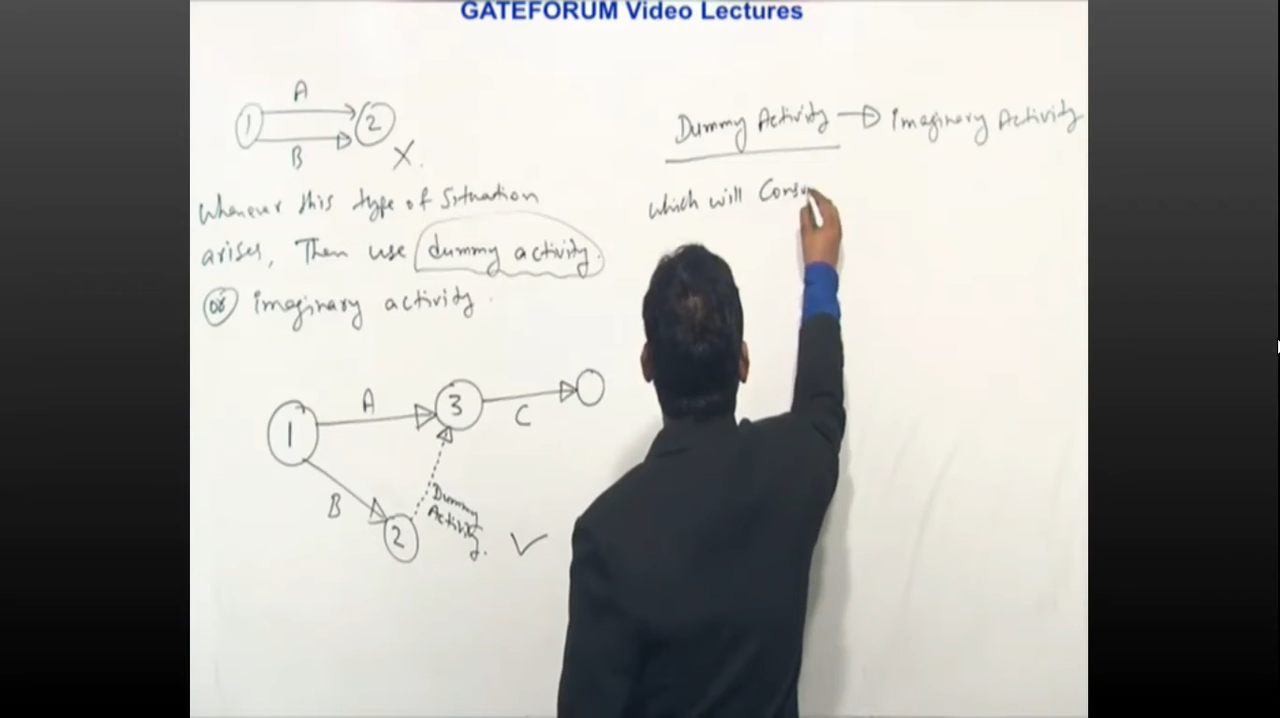 GATEFORUM Video Lectures
A
1 2
B X.
Whenever this type of Situation
arises, Then use dummy activity.
or imaginary activity.
1 A 3 C
B
2 Dummy
Activity.
Dummy Activity → Imaginary Activity
which will Consu